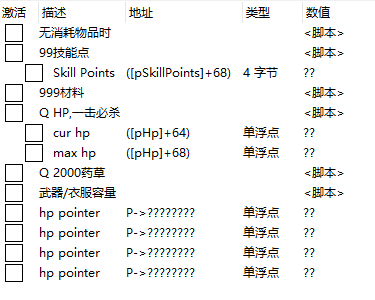 激活 描述 地址 类型 数值
无消耗物品时 <脚本>
99技能点 <脚本>
Skill Points ([pSkillPoints]+68) 4 字节 ??
999材料 <脚本>
Q HP,一击必杀 <脚本>
cur hp ([pHp]+64) 单浮点 ??
max hp ([pHp]+68) 单浮点 ??
Q 2000药草 <脚本>
武器/衣服容量 <脚本>
hp pointer P->???????? 单浮点 ??
hp pointer P->???????? 单浮点 ??
hp pointer P->???????? 单浮点 ??
hp pointer P->???????? 单浮点 ??